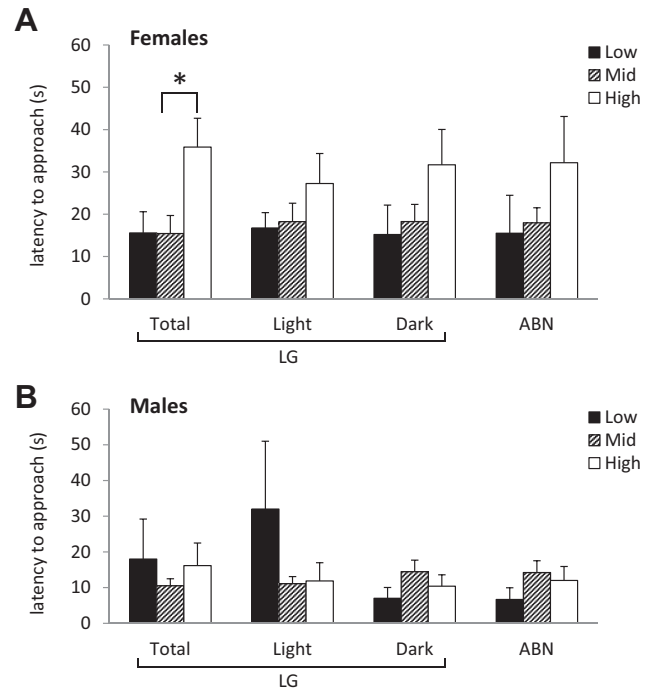 A
Females
60
50
40
30
20
10
0
latency to approach (s)
*
Low
Mid
High
Total Light Dark ABN
LG
B
Males
60
50
40
30
20
10
0
latency to approach (s)
Low
Mid
High
Total Light Dark ABN
LG